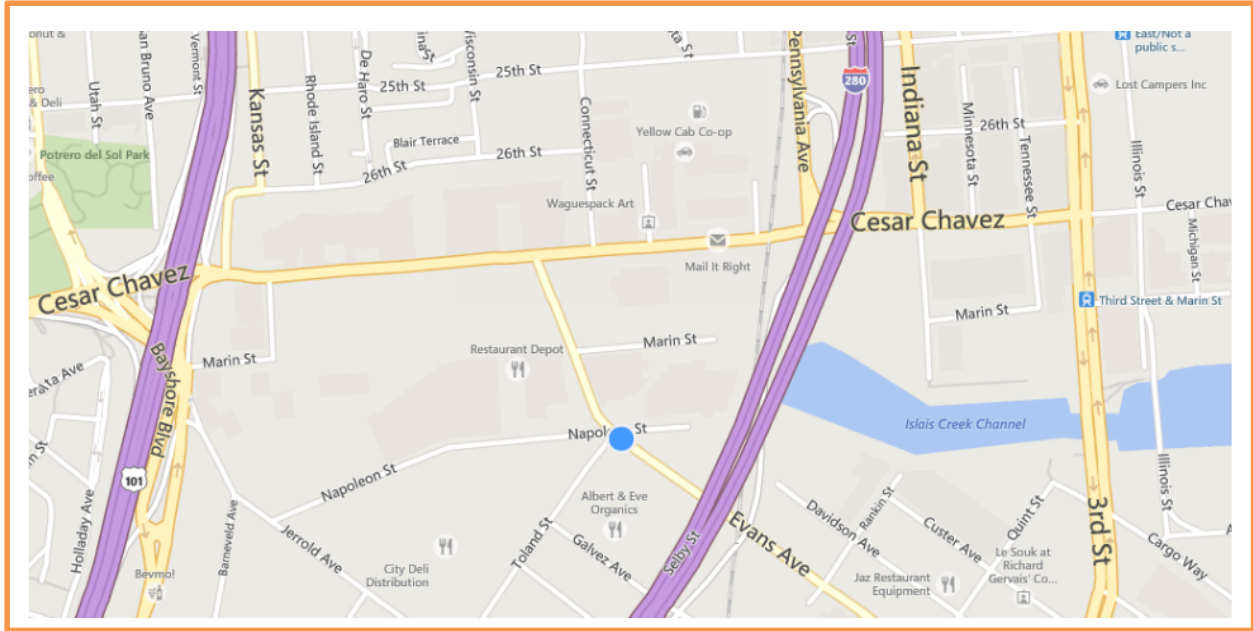 East/Not a
public s...
Utah St
an Bruno Ave
Vermont St
De Haro St
Visconsin St
25th St
25th St
Connecticut St
Pennsylvania Ave
280
Indiana St
Lost Campers Inc
& Deli
Kansas St
Rhode Island St
Yellow Cab Co-op
Minnesota St
26th St
Tennessee St
Illinois St
Potrero del Sol Park
Blair Terrace
26th St
26th St
Waguespack Art
Cesar Chavez
Cesar Chav
Michigan St
Mail It Right
Cesar Chavez
Third Street & Marin St
Marin St
Marin St
Restaurant Depot
Marin St
Bayshore Blvd
Islais Creek Channel
Napoleon St
Napoleon St
101
Holladay Ave
Barneveld Ave
Jerrold Ave
City Deli
Distribution
Bevmo!
Albert & Eve
Organics
Toland St
Galvez Ave
Selby St
Evans Ave
Davidson Ave
Rankin St
Custer Ave
Quint St
Le Souk at
Richard
Gervais' Co...
Jaz Restaurant
Equipment
3rd St
Illinois St
Cargo Way